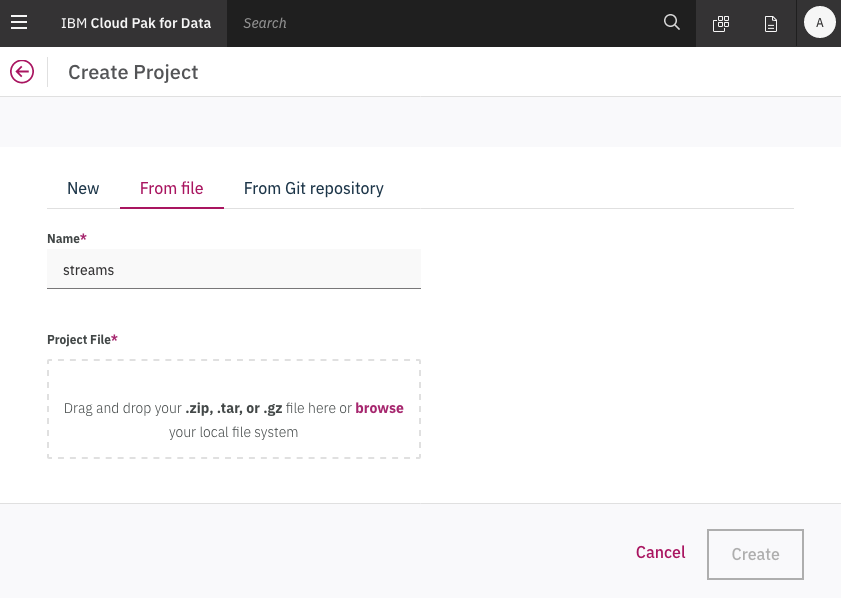 IBM Cloud Pak for Data
Search
A
Create Project
New
From file
From Git repository
Name*
streams
Project File*
Drag and drop your .zip, .tar, or .gz file here or browse
your local file system
Cancel
Create